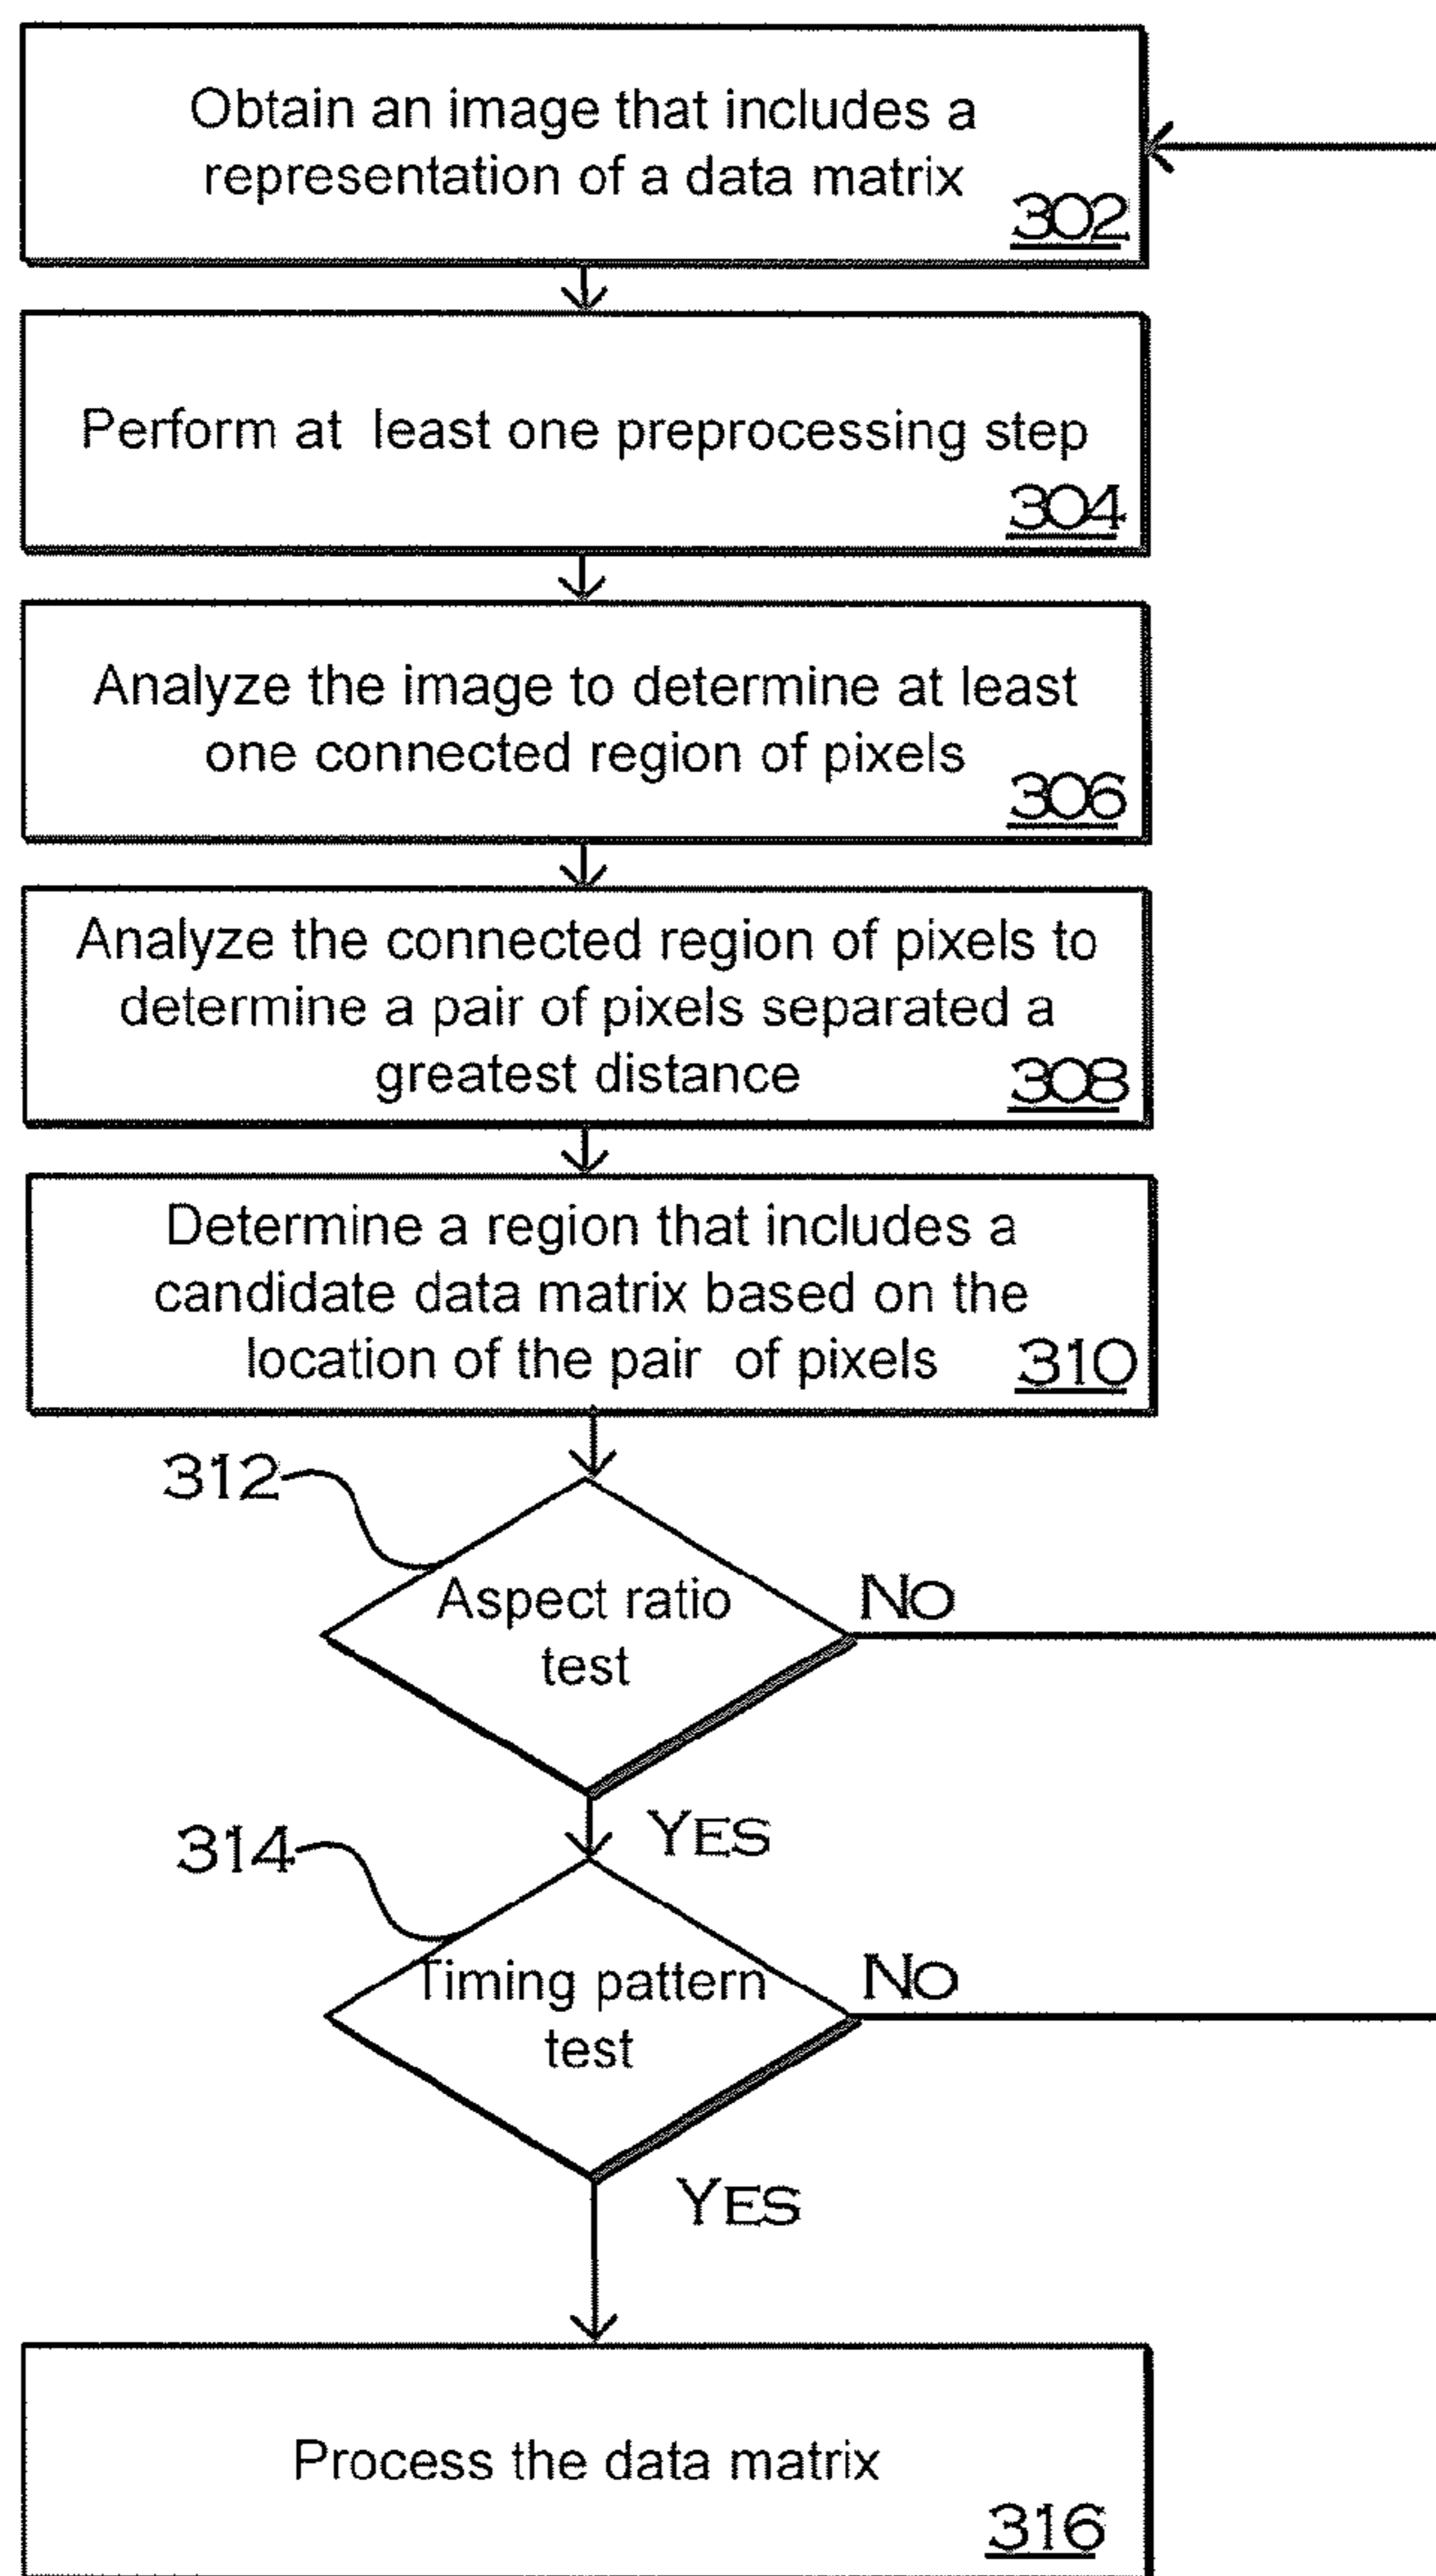 Obtain an image that includes a
representation of a data matrix
302
Perform at least one preprocessing step
304
Analyze the image to determine at least
one connected region of pixels
306
Analyze the connected region of pixels to
determine a pair of pixels separated a
greatest distance
308
Determine a region that includes a
candidate data matrix based on the
location of the pair of pixels
310
312
Aspect ratio
test
NO
YES
314
Timing pattern
test
NO
YES
Process the data matrix
316